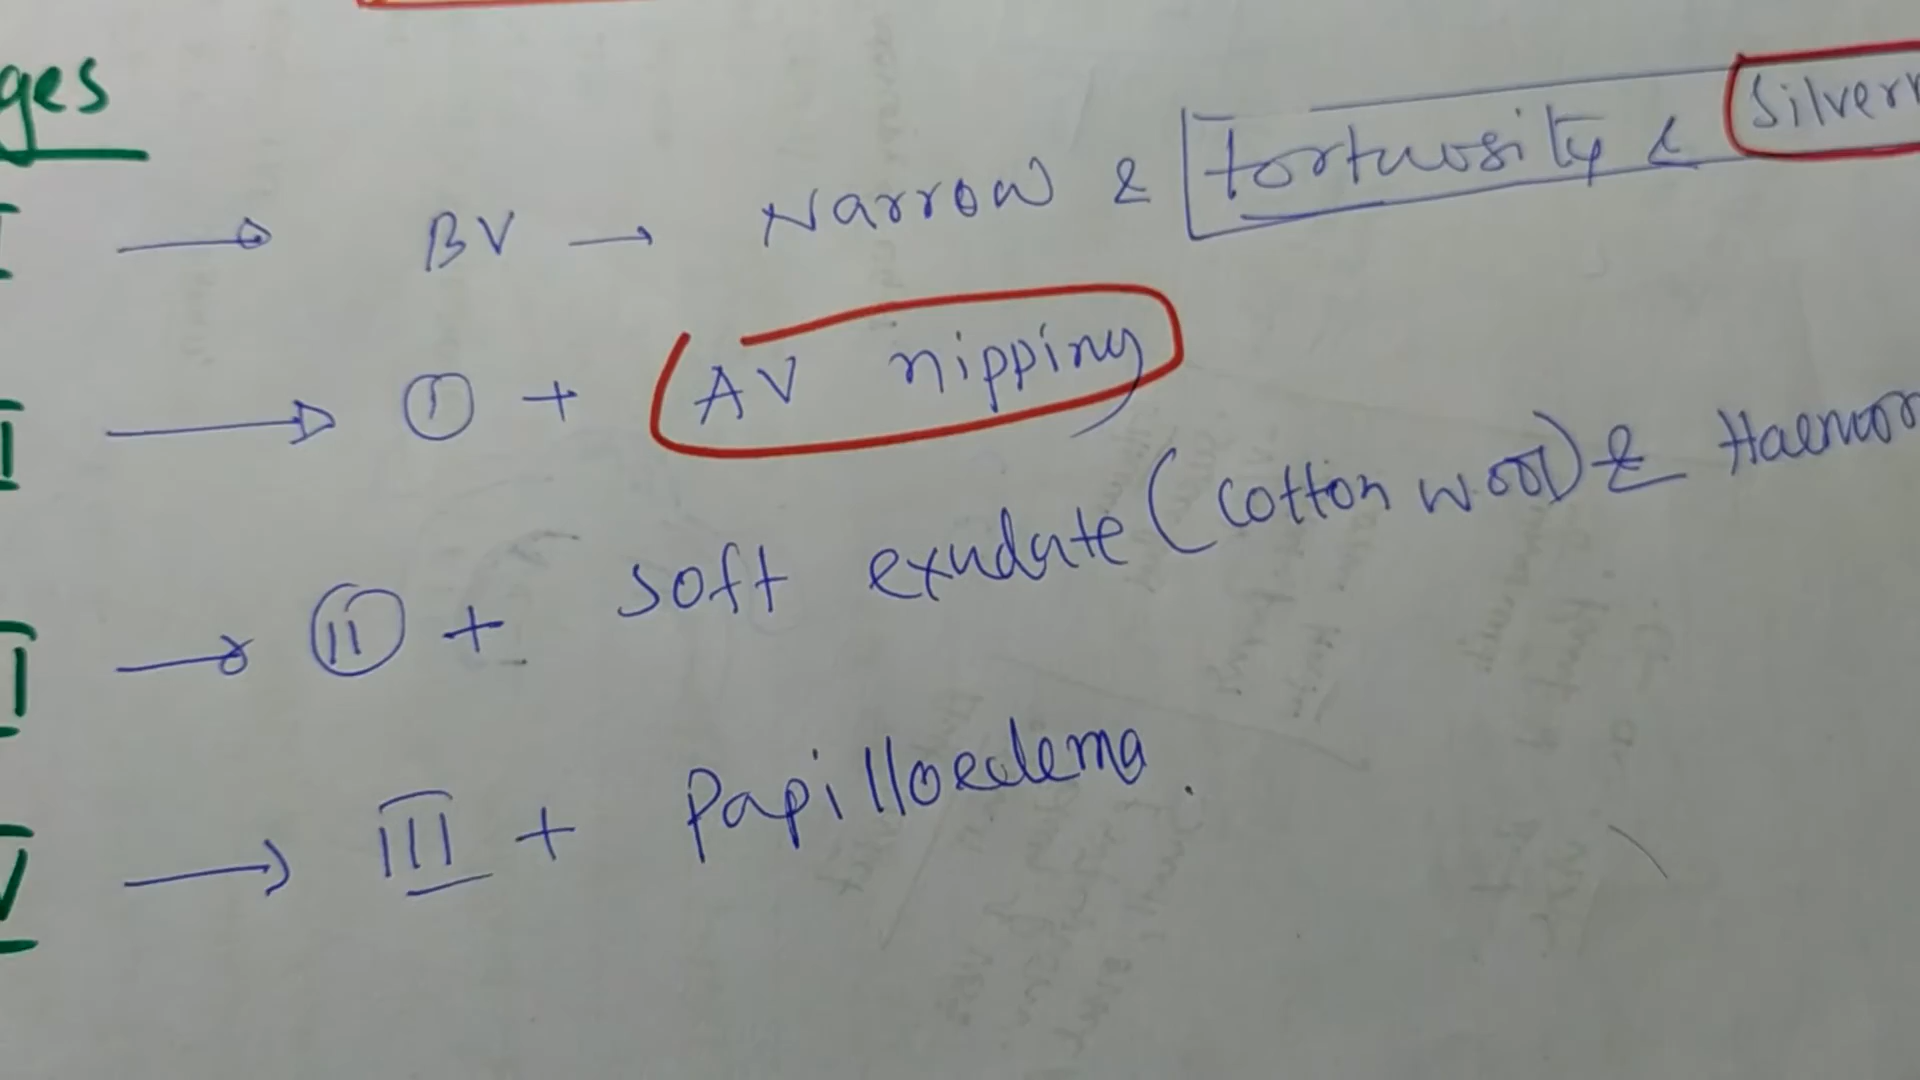 ges
I → BV → Narrow & tortuosity & Silver
I → I + AV nipping
I → II + soft exudate (cotton wool) & Haemor
V → III + Papilloedema.